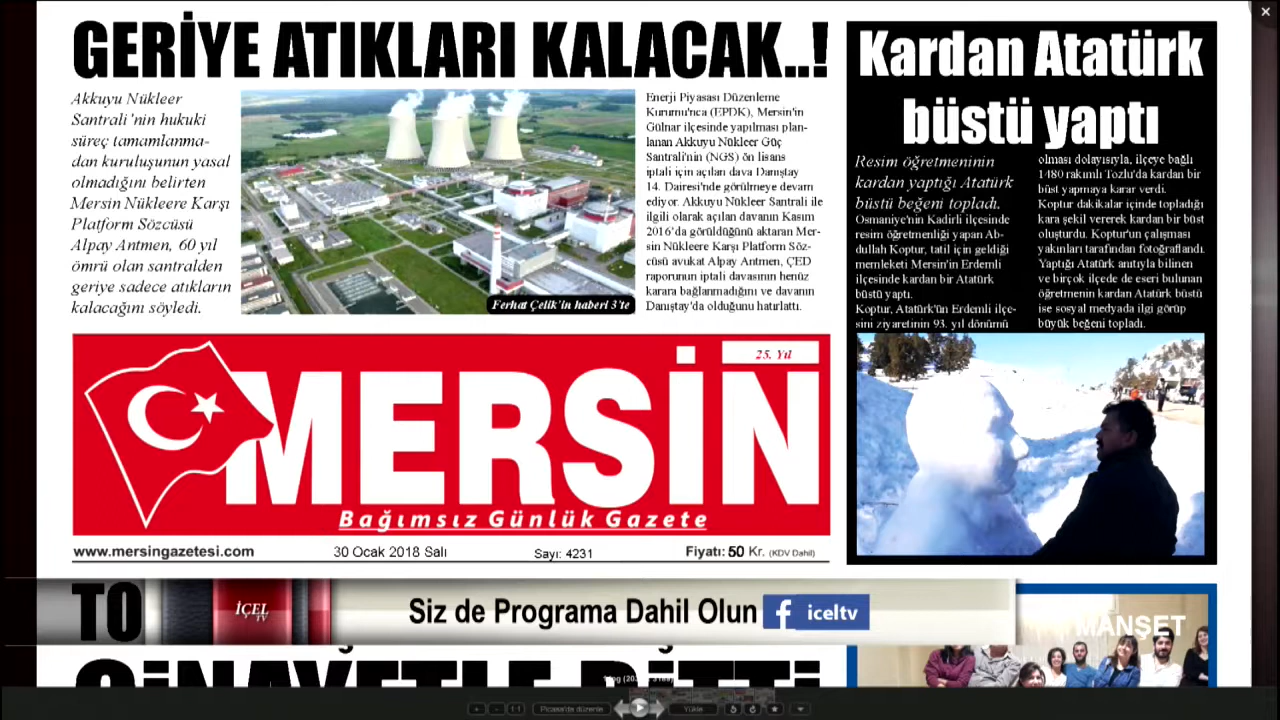 GERİYE ATIKLARI KALACAK..!
Akkuyu Nükleer
Santrali 'nin hukuki
süreç tamamlanma-
dan kuruluşunun yasal
olmadığını belirten
Mersin Nükleere Karşı
Platform Sözcüsü
Alpay Antmen, 60 yıl
ömrü olan santralden
geriye sadece atıkların
kalacağını söyledi.
Ferhat Çelik'in haberi 3'te
Enerji Piyasası Düzenleme
Kurumu'nca (EPDK), Mersin'in
Gülnar ilçesinde yapılması plan-
lanan Akkuyu Nükleer Güç
Santrali'nin (NGS) ön lisans
iptali için açılan dava Danıştay
14. Dairesi'nde görülmeye devam
ediyor. Akkuyu Nükleer Santrali ile
ilgili olarak açılan davanın Kasım
2016'da görüldüğünü aktaran Mer-
sin Nükleere Karşı Platform Söz-
cüsü avukat Alpay Antmen, ÇED
raporunun iptali davasının henüz
karara bağlanmadığını ve davanın
Danıştay'da olduğunu hatırlattı.
Kardan Atatürk
büstü yaptı
Resim öğretmeninin
kardan yaptığı Atatürk
büstü beğeni topladı.
Osmaniye'nin Kadirli ilçesinde
resim öğretmenliği yapan Ab-
dullah Koptur, tatil için geldiği
memleketi Mersin'in Erdemli
ilçesinde kardan bir Atatürk
büstü yaptı.
Koptur, Atatürk'ün Erdemli ilçe-
sini ziyaretinin 93. yıl dönümü
olması dolayısıyla, ilçeye bağlı
1480 rakımlı Tozlu'da kardan bir
büst yapmaya karar verdi.
Koptur dakikalar içinde topladığı
kara şekil vererek kardan bir büst
oluşturdu. Koptur'un çalışması
yakınları tarafından fotoğraflandı.
Yaptığı Atatürk anıtıyla bilinen
ve birçok ilçede de eseri bulunan
öğretmenin kardan Atatürk büstü
ise sosyal medyada ilgi görüp
büyük beğeni topladı.
25. Yıl
MERSİN
Bağımsız Günlük Gazete
www.mersingazetesi.com 30 Ocak 2018 Salı Sayı: 4231 Fiyatı: 50 Kr. (KDV Dahil)
TO
İÇEL TV
Siz de Programa Dahil Olun f iceltv
MANŞET
CİNAYETLE BİTTİ
Picasa'da düzenle
Yükle
1:1